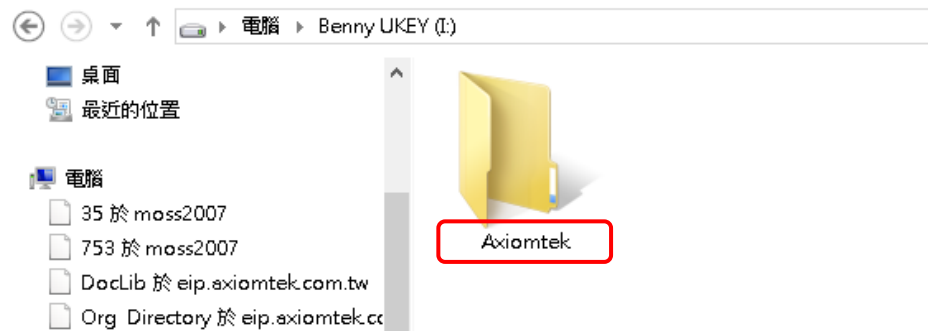 電腦 Benny UKEY (I:)
桌面
最近的位置
電腦
35 於 moss2007
753 於 moss2007
DocLib 於 eip.axiomtek.com.tw
Org Directory 於 eip.axiomtek.cc
Axiomtek